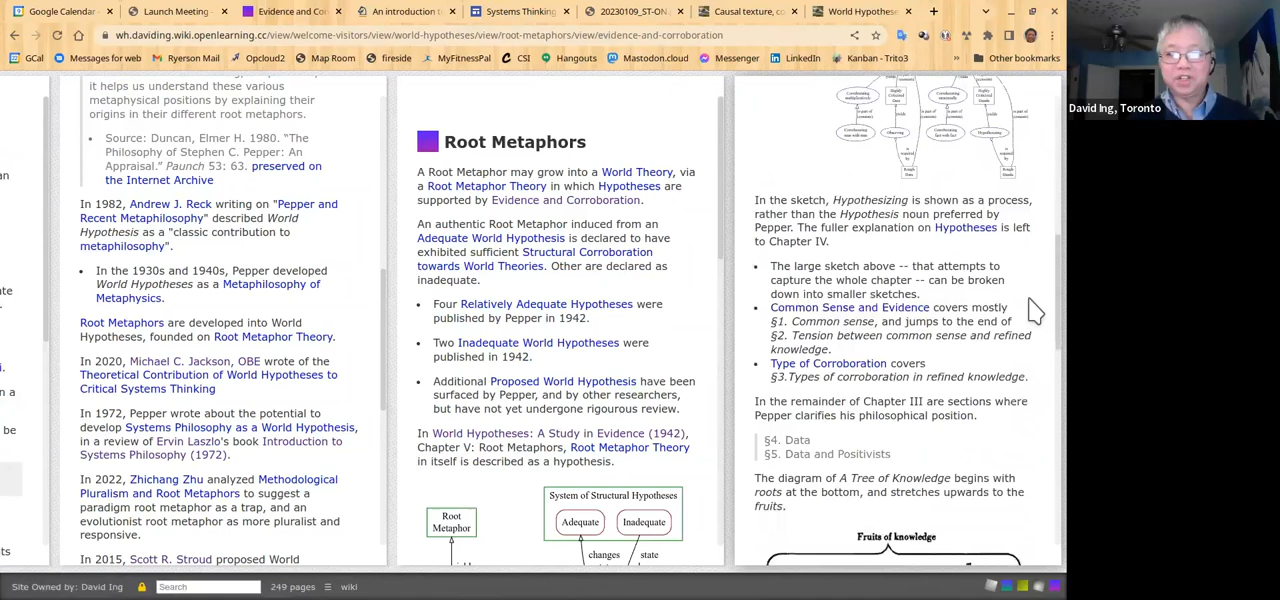 Google Calendar
Launch Meeting -
Evidence and Cor
An introduction t
Systems Thinking
20230109_ST-ON
Causal texture, co
World Hypothese
wh.daviding.wiki.openlearning.cc/view/welcome-visitors/view/world-hypotheses/view/root-metaphors/view/evidence-and-corroboration
GCal
Messages for web
Ryerson Mail
Opcloud2
Map Room
fireside
MyFitnessPal
CSI
Hangouts
Mastodon.cloud
Messenger
LinkedIn
Kanban - Trito3
»
Other bookmarks
David Ing, Toronto
an
i.
n a
be
ts
it helps us understand these various
metaphysical positions by explaining their
origins in their different root metaphors.
• Source: Duncan, Elmer H. 1980. “The
Philosophy of Stephen C. Pepper: An
Appraisal.” Paunch 53: 63. preserved on
the Internet Archive
In 1982, Andrew J. Reck writing on "Pepper and
Recent Metaphilosophy" described World
Hypothesis as a "classic contribution to
metaphilosophy".
• In the 1930s and 1940s, Pepper developed
World Hypotheses as a Metaphilosophy of
Metaphysics.
Root Metaphors are developed into World
Hypotheses, founded on Root Metaphor Theory.
In 2020, Michael C. Jackson, OBE wrote of the
Theoretical Contribution of World Hypotheses to
Critical Systems Thinking
In 1972, Pepper wrote about the potential to
develop Systems Philosophy as a World Hypothesis,
in a review of Ervin Laszlo's book Introduction to
Systems Philosophy (1972).
In 2022, Zhichang Zhu analyzed Methodological
Pluralism and Root Metaphors to suggest a
paradigm root metaphor as a trap, and an
evolutionist root metaphor as more pluralist and
responsive.
In 2015, Scott R. Stroud proposed World
Root Metaphors
A Root Metaphor may grow into a World Theory, via
a Root Metaphor Theory in which Hypotheses are
supported by Evidence and Corroboration.
An authentic Root Metaphor induced from an
Adequate World Hypothesis is declared to have
exhibited sufficient Structural Corroboration
towards World Theories. Other are declared as
inadequate.
• Four Relatively Adequate Hypotheses were
published by Pepper in 1942.
• Two Inadequate World Hypotheses were
published in 1942.
• Additional Proposed World Hypothesis have been
surfaced by Pepper, and by other researchers,
but have not yet undergone rigourous review.
In World Hypotheses: A Study in Evidence (1942),
Chapter V: Root Metaphors, Root Metaphor Theory
in itself is described as a hypothesis.
Root
Metaphor
System of Structural Hypotheses
Adequate
Inadequate
changes
state
In the sketch, Hypothesizing is shown as a process,
rather than the Hypothesis noun preferred by
Pepper. The fuller explanation on Hypotheses is left
to Chapter IV.
• The large sketch above -- that attempts to
capture the whole chapter -- can be broken
down into smaller sketches.
• Common Sense and Evidence covers mostly
§1. Common sense, and jumps to the end of
§2. Tension between common sense and refined
knowledge.
• Type of Corroboration covers
§3.Types of corroboration in refined knowledge.
In the remainder of Chapter III are sections where
Pepper clarifies his philosophical position.
§4. Data
§5. Data and Positivists
The diagram of A Tree of Knowledge begins with
roots at the bottom, and stretches upwards to the
fruits.
Fruits of knowledge
Site Owned by: David Ing
Search
249 pages
wiki